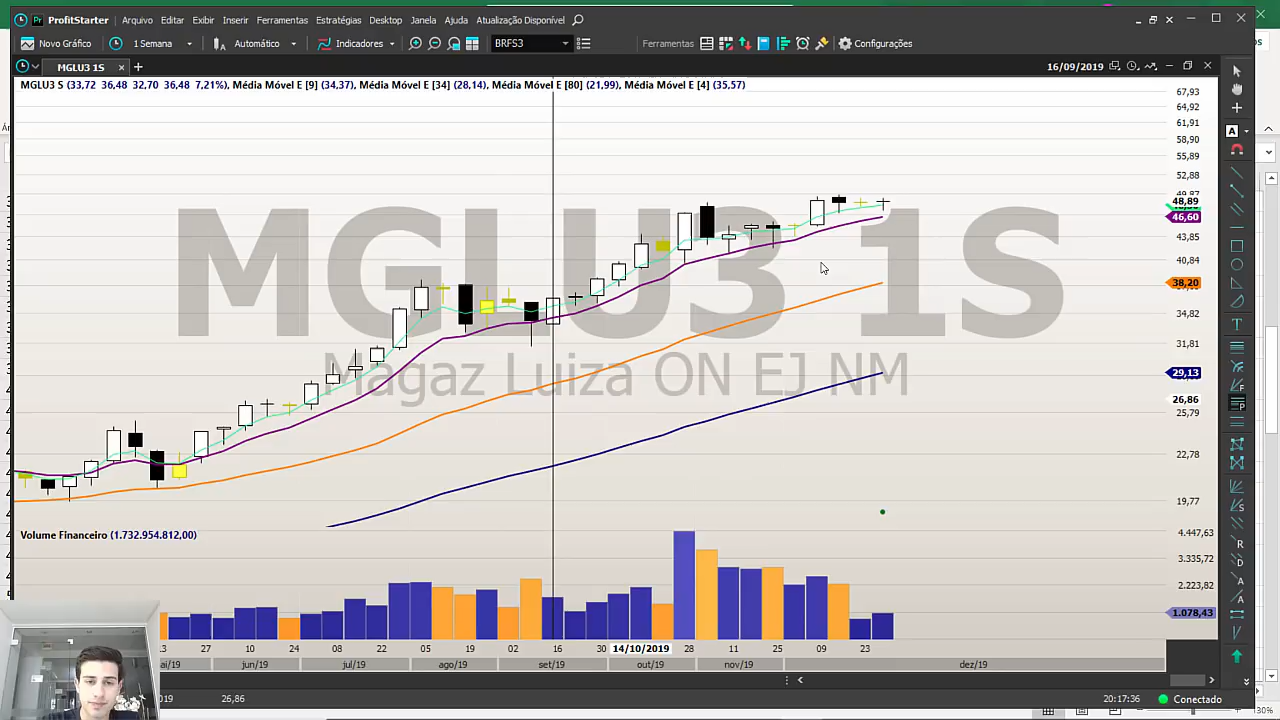 ProfitStarter Arquivo Editar Exibir Inserir Ferramentas Estratégias Desktop Janela Ajuda Atualização Disponível
Novo Gráfico 1 Semana Automático Indicadores BRFS3 Ferramentas Configurações
MGLU3 1S
16/09/2019
MGLU3 S (33,72 36,48 32,70 36,48 7,21%), Média Móvel E [9] (34,37), Média Móvel E [34] (28,14), Média Móvel E [80] (21,99), Média Móvel E [4] (35,57)
67,93
64,92
61,91
58,90
55,89
52,88
48,89
46,60
43,85
40,84
38,20
34,82
31,81
29,13
26,86
25,79
22,78
19,77
MGLU3 1S
Magaz Luiza ON EJ NM
Volume Financeiro (1.732.954.812,00)
4.447,63
3.335,72
2.223,82
1.078,43
27 10 24 08 22 05 19 02 16 30 14/10/2019 28 11 25 09 23
jun/19 jul/19 ago/19 set/19 out/19 nov/19 dez/19
26,86
20:17:36 Conectado
30%